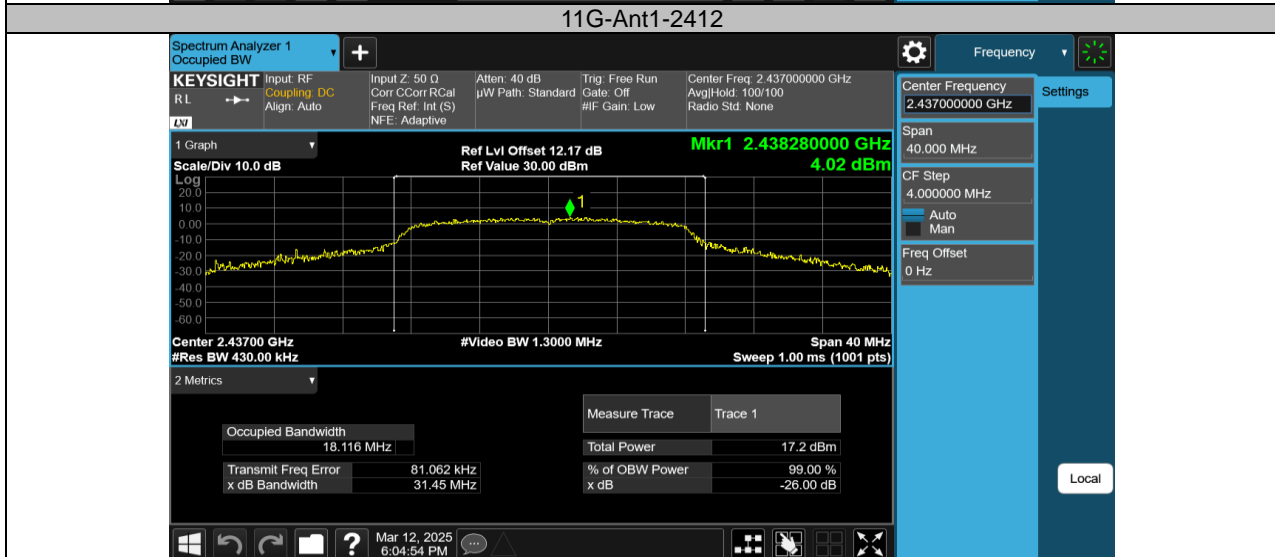 11G-Ant1-2412
Spectrum Analyzer 1
Occupied BW
Frequency
KEYSIGHT
R L
LXI
Input: RF
Coupling: DC
Align: Auto
Input Z: 50 Ω
Corr CCorr RCal
Freq Ref: Int (S)
NFE: Adaptive
Atten: 40 dB
µW Path: Standard
Trig: Free Run
Gate: Off
#IF Gain: Low
Center Freq: 2.437000000 GHz
Avg|Hold: 100/100
Radio Std: None
Center Frequency
2.437000000 GHz
Settings
Span
40.000 MHz
CF Step
4.000000 MHz
Auto
Man
Freq Offset
0 Hz
1 Graph
Scale/Div 10.0 dB
Ref Lvl Offset 12.17 dB
Ref Value 30.00 dBm
Mkr1 2.438280000 GHz
4.02 dBm
Log
20.0
10.0
0.00
-10.0
-20.0
-30.0
-40.0
-50.0
-60.0
1
Center 2.43700 GHz
#Res BW 430.00 kHz
#Video BW 1.3000 MHz
Span 40 MHz
Sweep 1.00 ms (1001 pts)
2 Metrics
Measure Trace Trace 1
Occupied Bandwidth
18.116 MHz
Total Power 17.2 dBm
Transmit Freq Error 81.062 kHz
x dB Bandwidth 31.45 MHz
% of OBW Power 99.00 %
x dB -26.00 dB
Local
?
Mar 12, 2025
6:04:54 PM